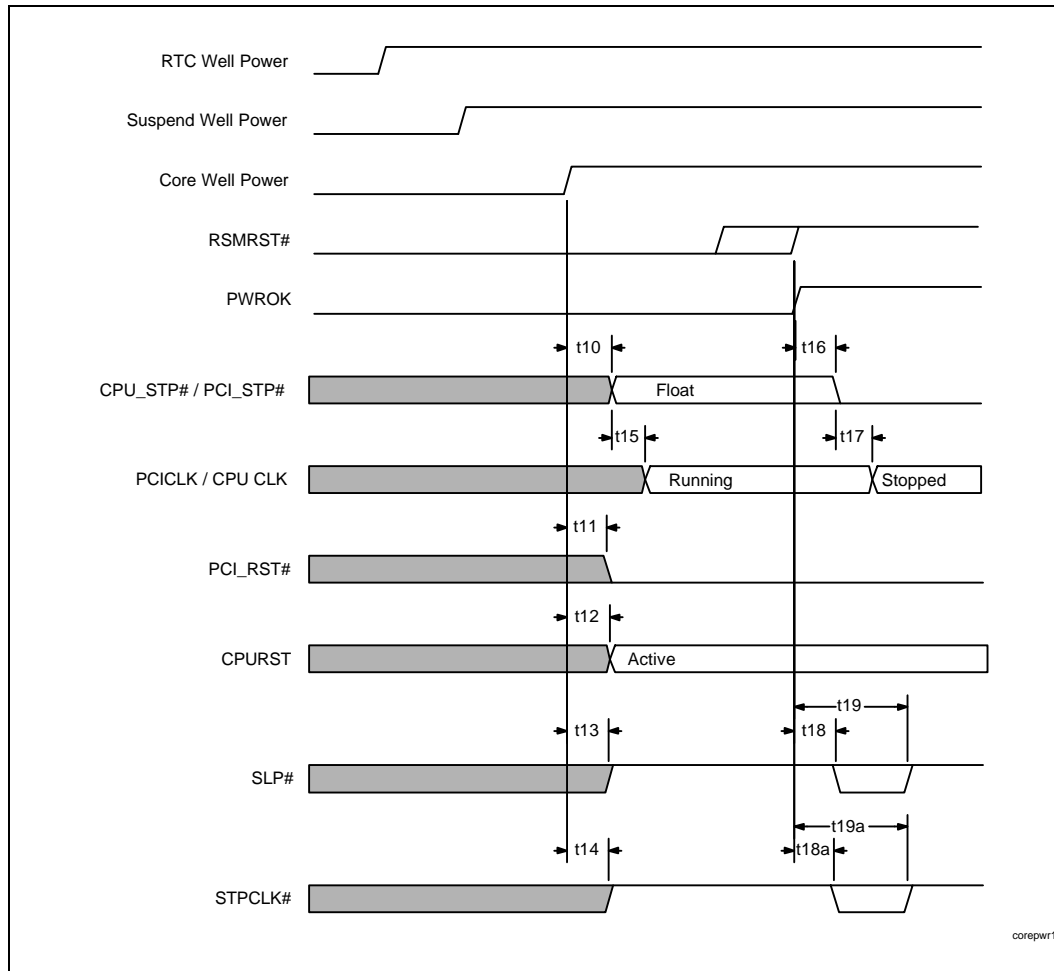 RTC Well Power
Suspend Well Power
Core Well Power
RSMRST#
PWROK
t10
t16
CPU_STP# / PCI_STP#
Float
t15
t17
PCICLK / CPU CLK
Running
Stopped
t11
PCI_RST#
t12
CPURST
Active
t19
t13
t18
SLP#
t19a
t14
t18a
STPCLK#
corepwr1